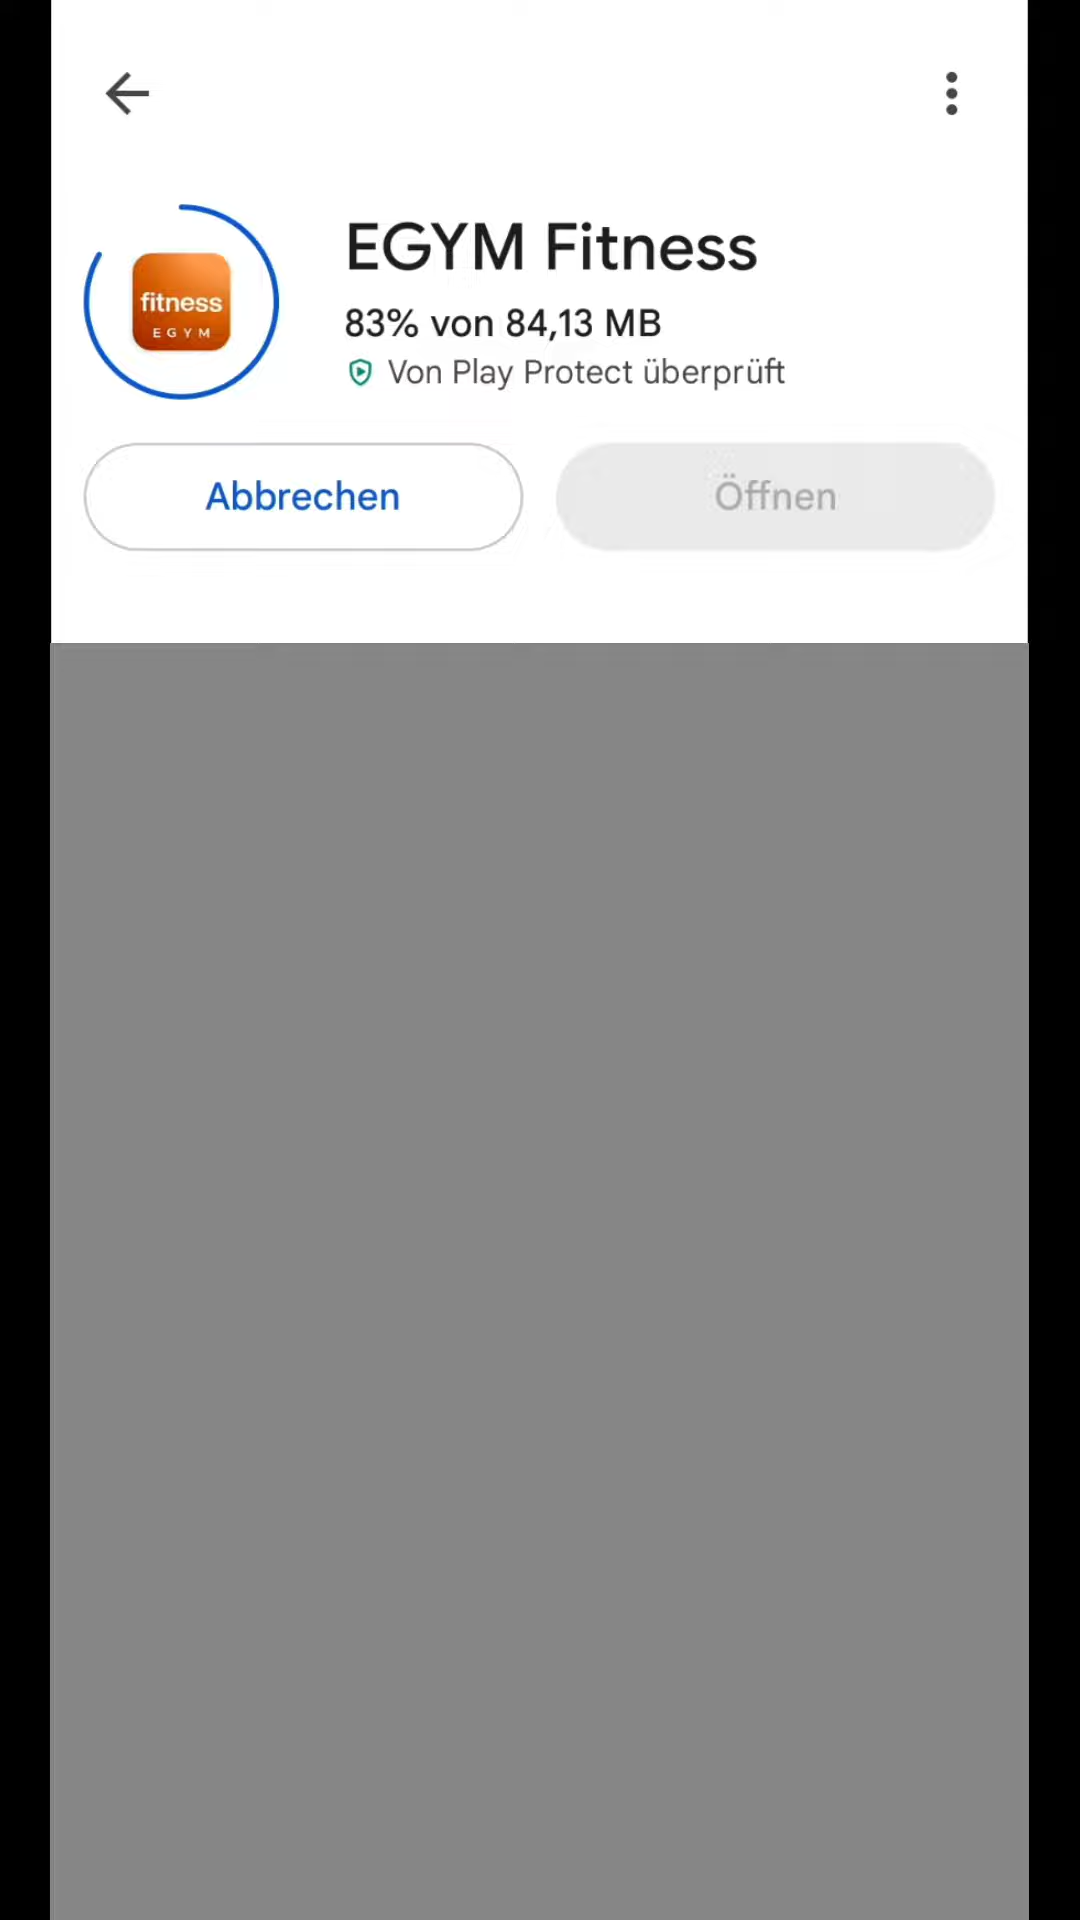 EGYM Fitness
fitness
EGYM
83% von 84,13 MB
Von Play Protect überprüft
Abbrechen
Öffnen